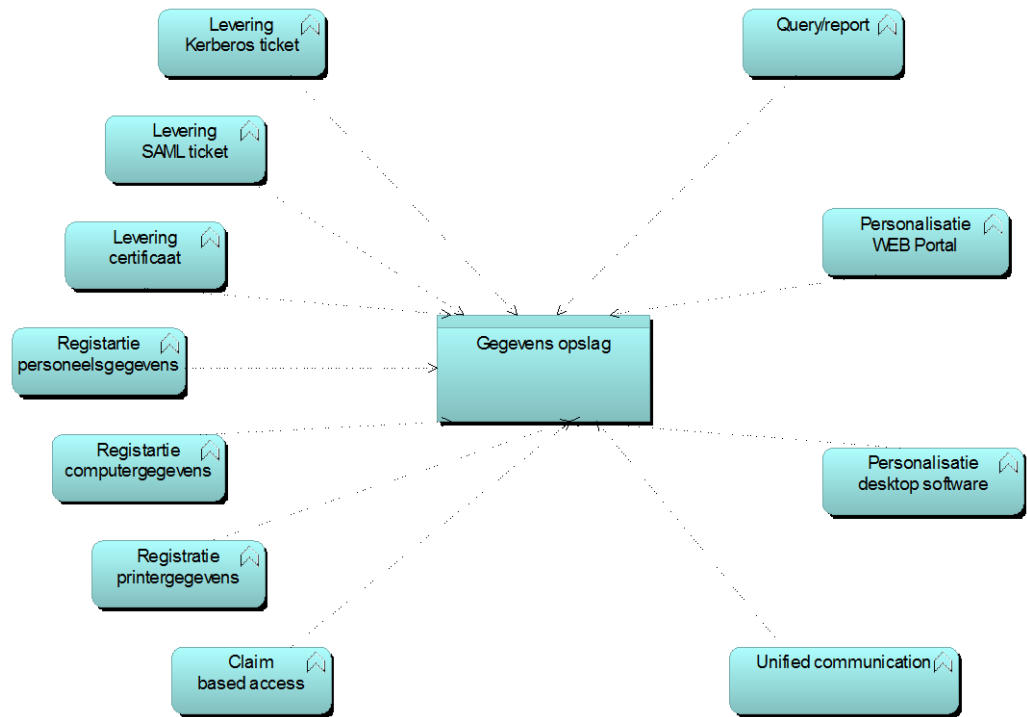 Levering
Kerberos ticket
Query/report
Levering
SAML ticket
Levering
certificaat
Personalisatie
WEB Portal
Registartie
personeelsgegevens
Gegevens opslag
Registartie
computergegevens
Personalisatie
desktop software
Registratie
printergegevens
Claim
based access
Unified communication